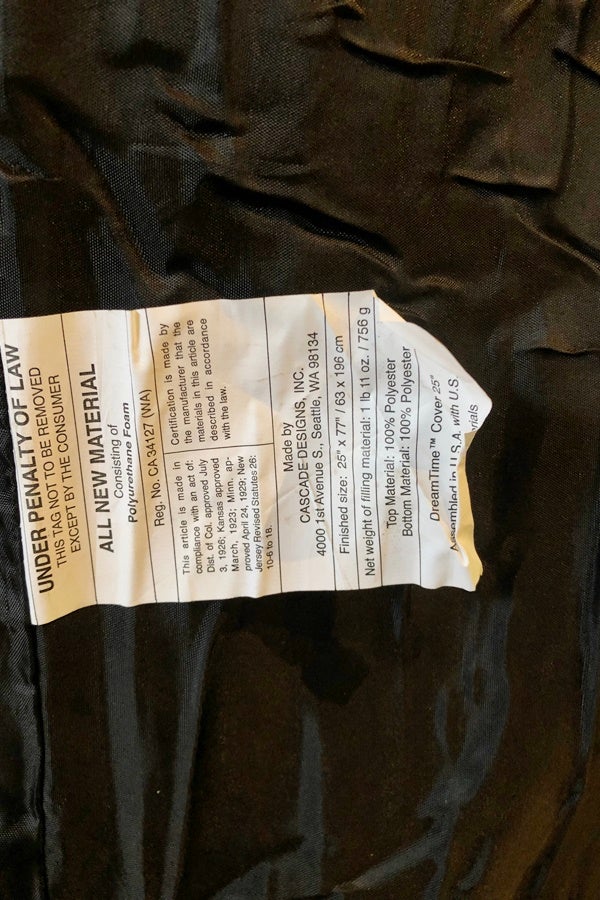 UNDER PENALTY OF LAW
THIS TAG NOT TO BE REMOVED
EXCEPT BY THE CONSUMER
ALL NEW MATERIAL
Consisting of
Polyurethane Foam
Reg. No. CA 34127 (WA)
This article is made in
compliance with an act of:
Dist. of Col. approved July
3, 1926; Kansas approved
March, 1923; Minn. ap-
proved April 24, 1929; New
Jersey Revised Statutes 26:
10-6 to 18.
Certification is made by
the manufacturer that the
materials in this article are
described in accordance
with the law.
Made by
CASCADE DESIGNS, INC.
4000 1st Avenue S., Seattle, WA 98134
Finished size: 25" x 77" / 63 x 196 cm
Net weight of filling material: 1 lb 11 oz. / 756 g
Top Material: 100% Polyester
Bottom Material: 100% Polyester
DreamTime™ Cover 25"
Assembled in U.S.A. with U.S.